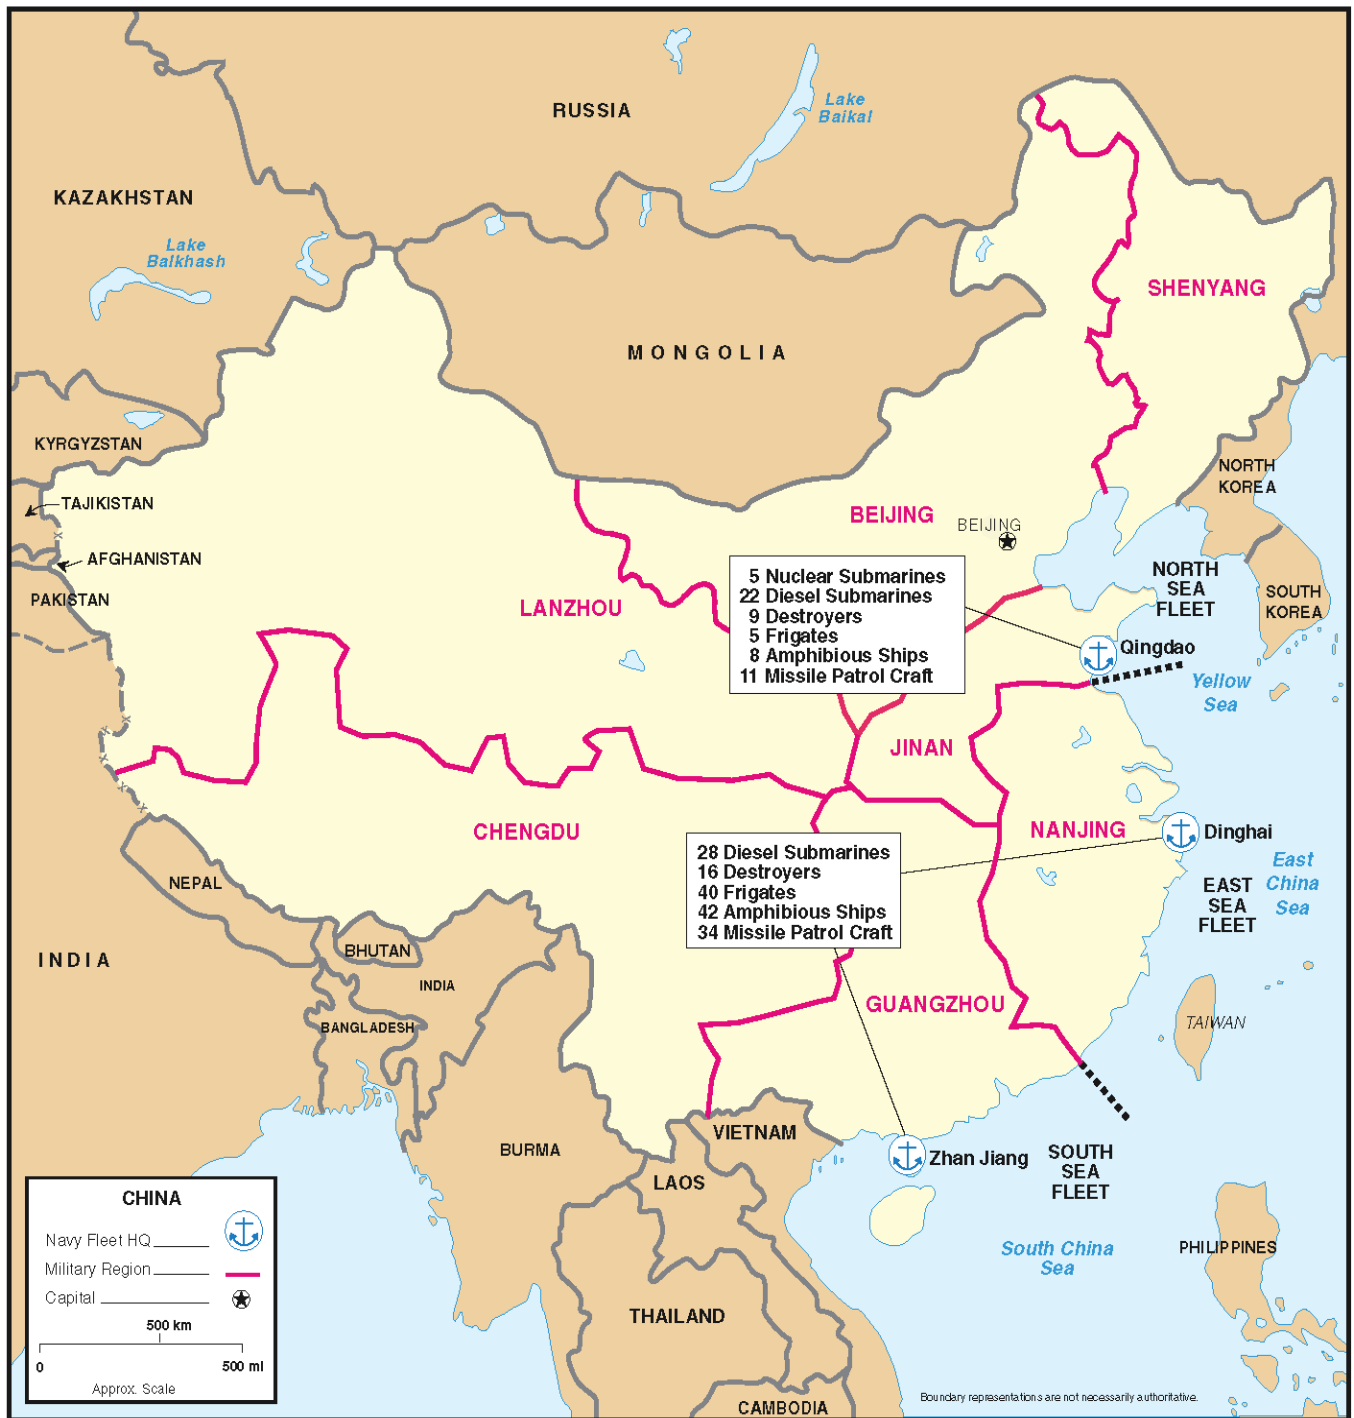 RUSSIA
Lake
Baikal
KAZAKHSTAN
Lake
Balkhash
SHENYANG
MONGOLIA
KYRGYZSTAN
NORTH
KOREA
TAJIKISTAN
BEIJING
BEIJING
AFGHANISTAN
PAKISTAN
LANZHOU
5 Nuclear Submarines
22 Diesel Submarines
9 Destroyers
5 Frigates
8 Amphibious Ships
11 Missile Patrol Craft
NORTH
SEA
FLEET
SOUTH
KOREA
Qingdao
Yellow
Sea
JINAN
CHENGDU
NANJING
Dinghai
28 Diesel Submarines
16 Destroyers
40 Frigates
42 Amphibious Ships
34 Missile Patrol Craft
East
China
Sea
EAST
SEA
FLEET
NEPAL
BHUTAN
INDIA
INDIA
GUANGZHOU
BANGLADESH
TAIWAN
VIETNAM
BURMA
Zhan Jiang
SOUTH
SEA
FLEET
LAOS
South China
Sea
PHILIPPINES
THAILAND
CAMBODIA
CHINA
Navy Fleet HQ
Military Region
Capital
500 km
0
500 mi
Approx. Scale
Boundary representations are not necessarily authoritative.